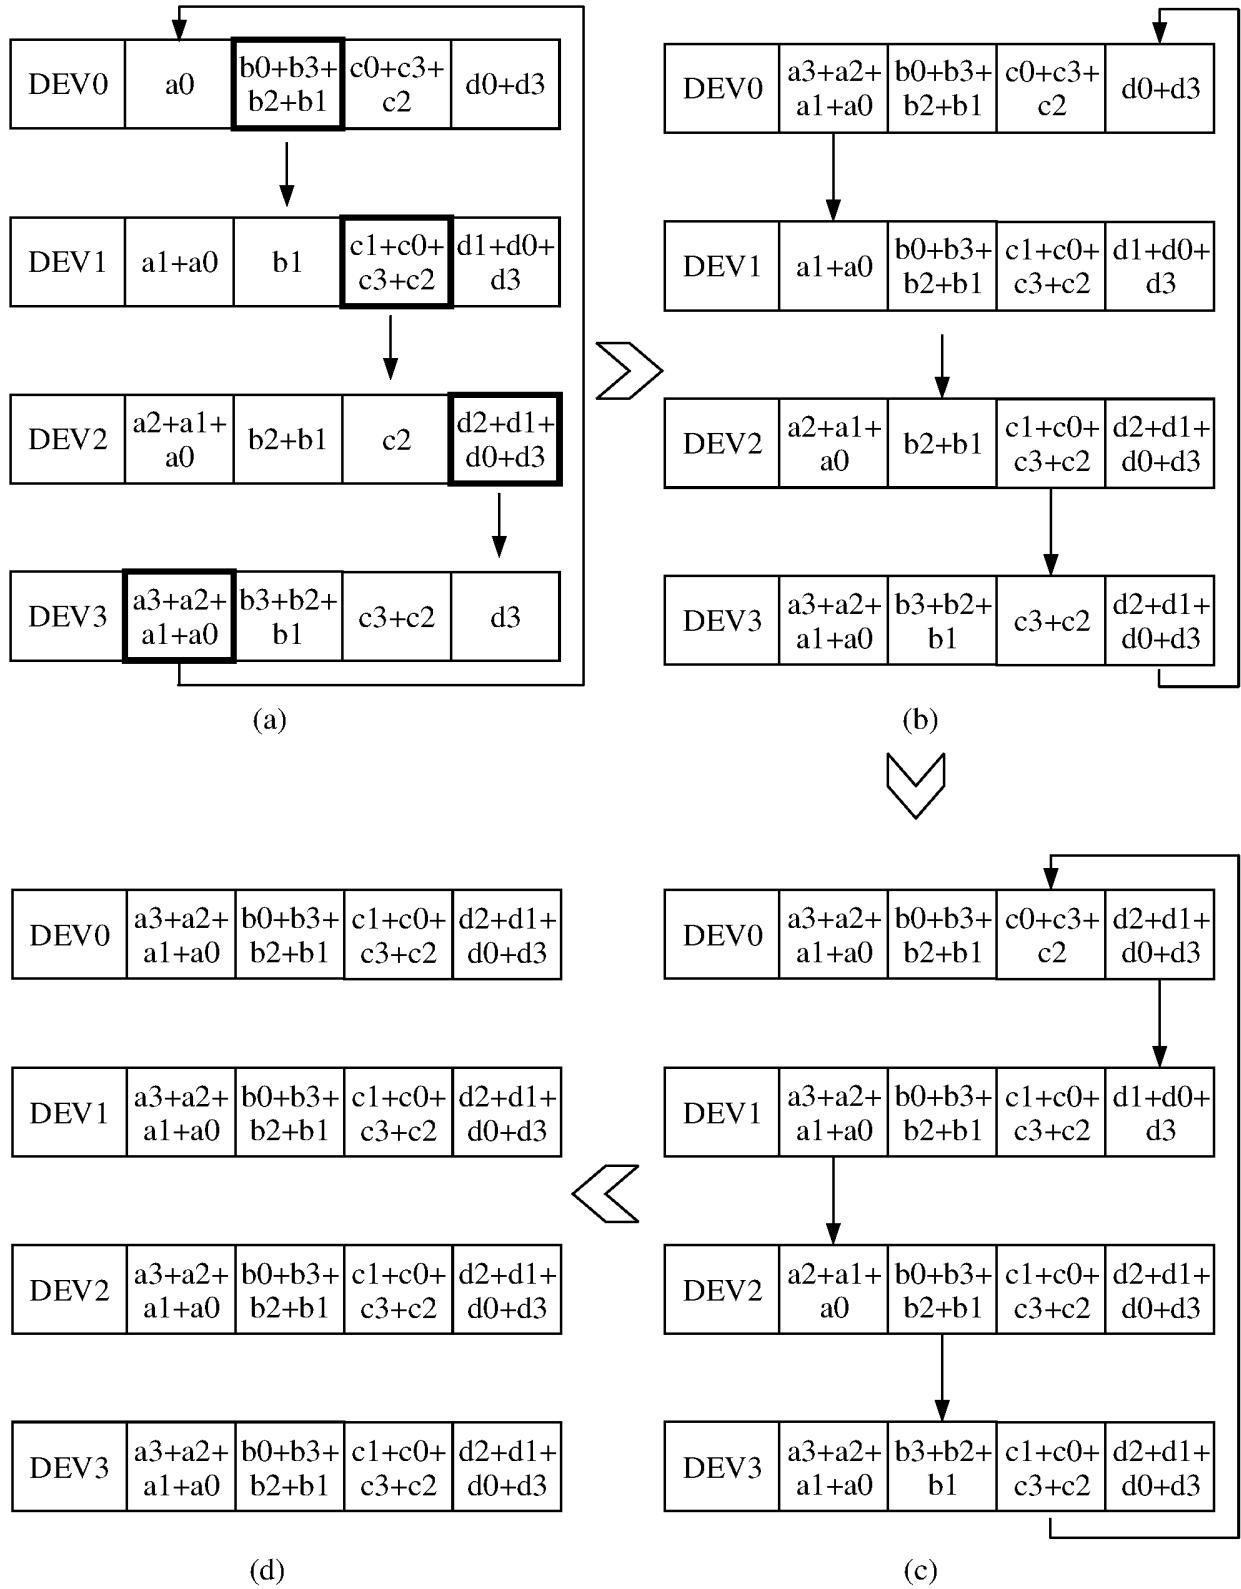 DEV0 a0 b0+b3+ b2+b1 c0+c3+ c2 d0+d3
DEV1 a1+a0 b1 c1+c0+ c3+c2 d1+d0+ d3
DEV2 a2+a1+ a0 b2+b1 c2 d2+d1+ d0+d3
DEV3 a3+a2+ a1+a0 b3+b2+ b1 c3+c2 d3
(a)
DEV0 a3+a2+ a1+a0 b0+b3+ b2+b1 c0+c3+ c2 d0+d3
DEV1 a1+a0 b0+b3+ b2+b1 c1+c0+ c3+c2 d1+d0+ d3
DEV2 a2+a1+ a0 b2+b1 c1+c0+ c3+c2 d2+d1+ d0+d3
DEV3 a3+a2+ a1+a0 b3+b2+ b1 c3+c2 d2+d1+ d0+d3
(b)
DEV0 a3+a2+ a1+a0 b0+b3+ b2+b1 c0+c3+ c2 d2+d1+ d0+d3
DEV1 a3+a2+ a1+a0 b0+b3+ b2+b1 c1+c0+ c3+c2 d1+d0+ d3
DEV2 a2+a1+ a0 b0+b3+ b2+b1 c1+c0+ c3+c2 d2+d1+ d0+d3
DEV3 a3+a2+ a1+a0 b3+b2+ b1 c1+c0+ c3+c2 d2+d1+ d0+d3
(c)
DEV0 a3+a2+ a1+a0 b0+b3+ b2+b1 c1+c0+ c3+c2 d2+d1+ d0+d3
DEV1 a3+a2+ a1+a0 b0+b3+ b2+b1 c1+c0+ c3+c2 d2+d1+ d0+d3
DEV2 a3+a2+ a1+a0 b0+b3+ b2+b1 c1+c0+ c3+c2 d2+d1+ d0+d3
DEV3 a3+a2+ a1+a0 b0+b3+ b2+b1 c1+c0+ c3+c2 d2+d1+ d0+d3
(d)